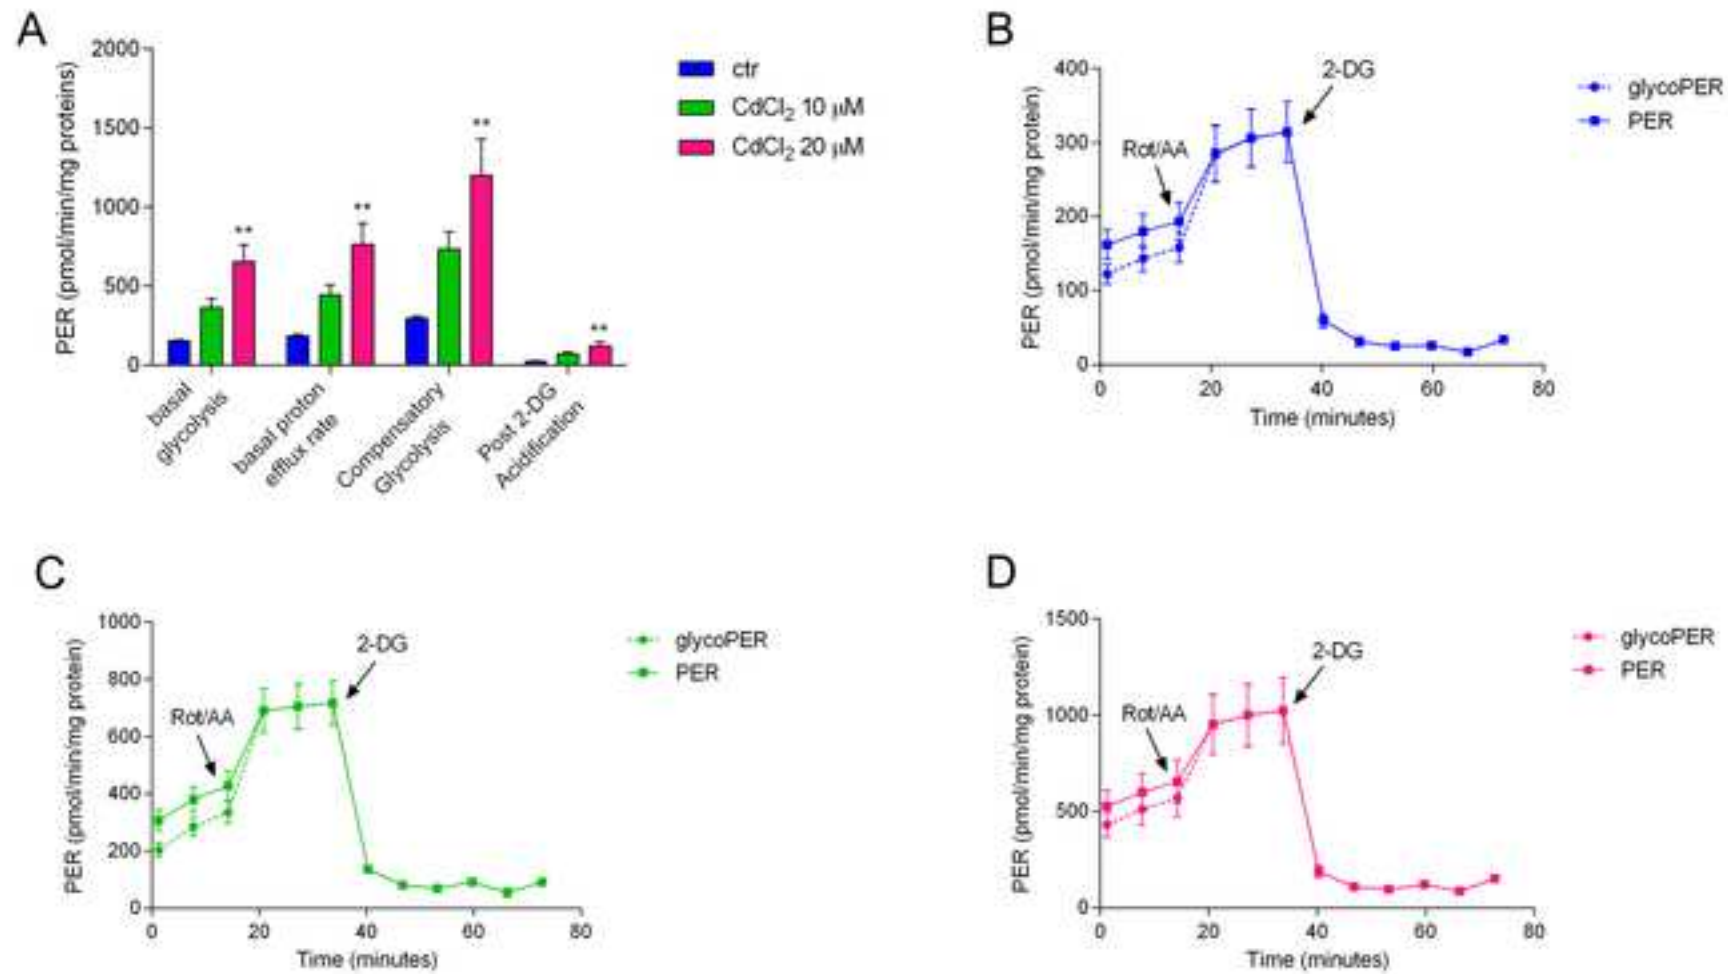 A
2000
1500
1000
500
0
PER (pmol/min/mg proteins)
**
**
**
**
basal
glycolysis
basal proton
efflux rate
Compensatory
Glycolysis
Post 2-DG
Acidification
ctr
CdCl₂ 10 μM
CdCl₂ 20 μM
B
400
300
200
100
0
PER (pmol/min/mg protein)
Rot/AA
2-DG
0 20 40 60 80
Time (minutes)
glycoPER
PER
C
1000
800
600
400
200
0
PER (pmol/min/mg protein)
Rot/AA
2-DG
0 20 40 60 80
Time (minutes)
glycoPER
PER
D
1500
1000
500
0
PER (pmol/min/mg protein)
Rot/AA
2-DG
0 20 40 60 80
Time (minutes)
glycoPER
PER